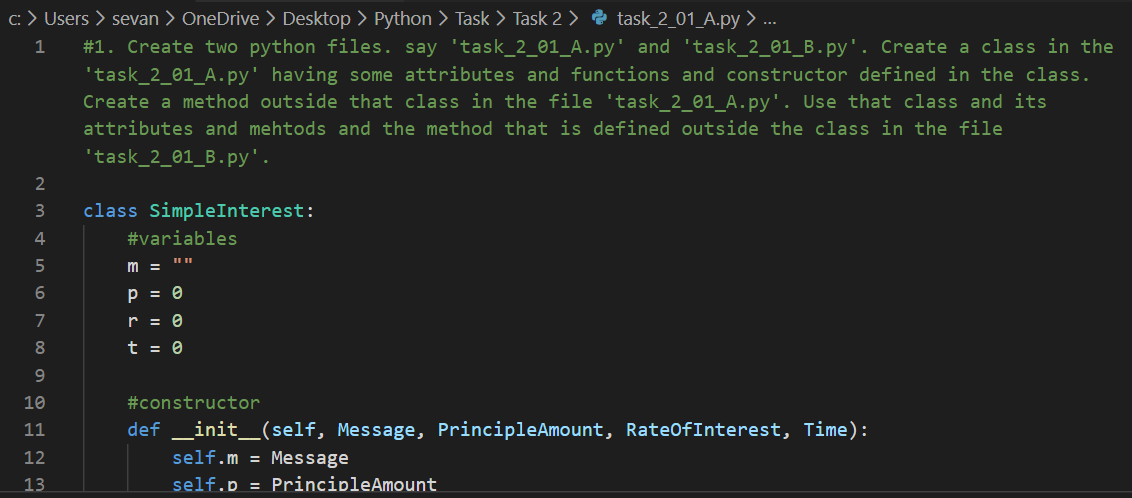 c: > Users > sevan > OneDrive > Desktop > Python > Task > Task 2 > task_2_01_A.py > ...
1 #1. Create two python files. say 'task_2_01_A.py' and 'task_2_01_B.py'. Create a class in the
'task_2_01_A.py' having some attributes and functions and constructor defined in the class.
Create a method outside that class in the file 'task_2_01_A.py'. Use that class and its
attributes and mehtods and the method that is defined outside the class in the file
'task_2_01_B.py'.
2
3 class SimpleInterest:
4     #variables
5     m = ""
6     p = 0
7     r = 0
8     t = 0
9
10     #constructor
11     def __init__(self, Message, PrincipleAmount, RateOfInterest, Time):
12         self.m = Message
13         self.p = PrincipleAmount